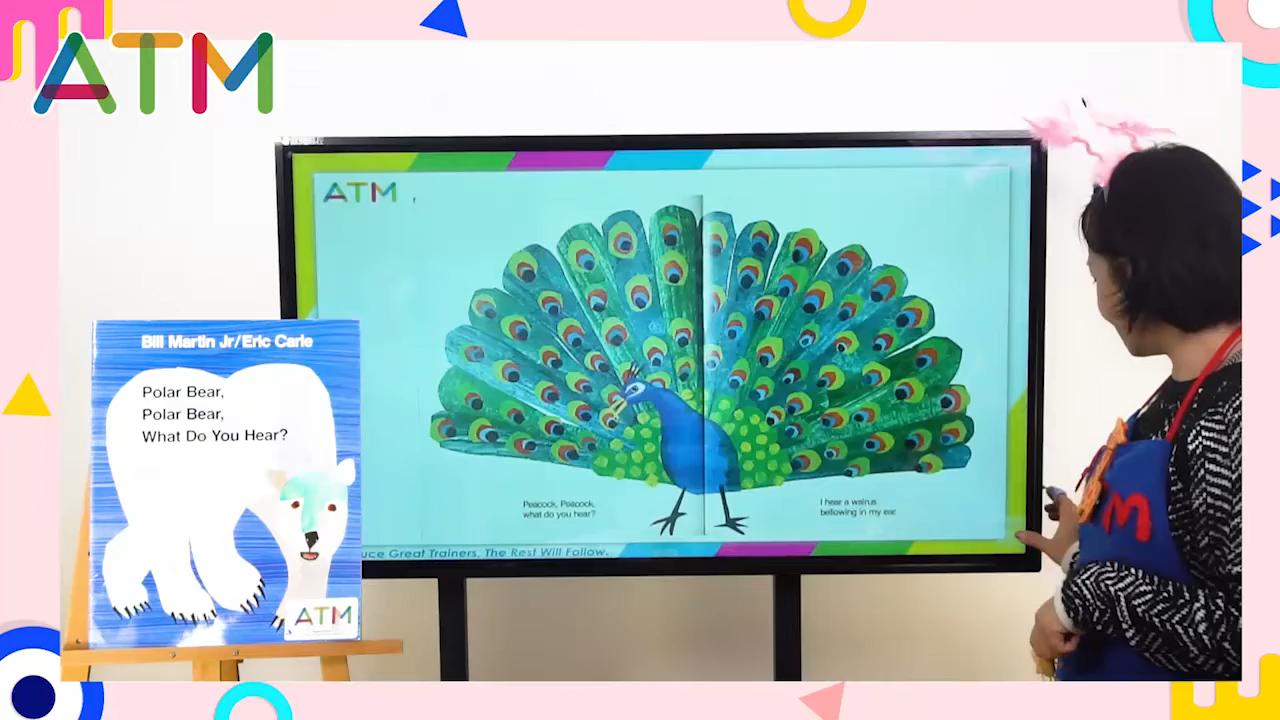 ATM
ATM
Bill Martin Jr/Eric Carle
Polar Bear,
Polar Bear,
What Do You Hear?
ATM
Peacock, Peacock,
what do you hear?
I hear a walrus
bellowing in my ear.
Great Trainers, The Rest Will Follow.
M